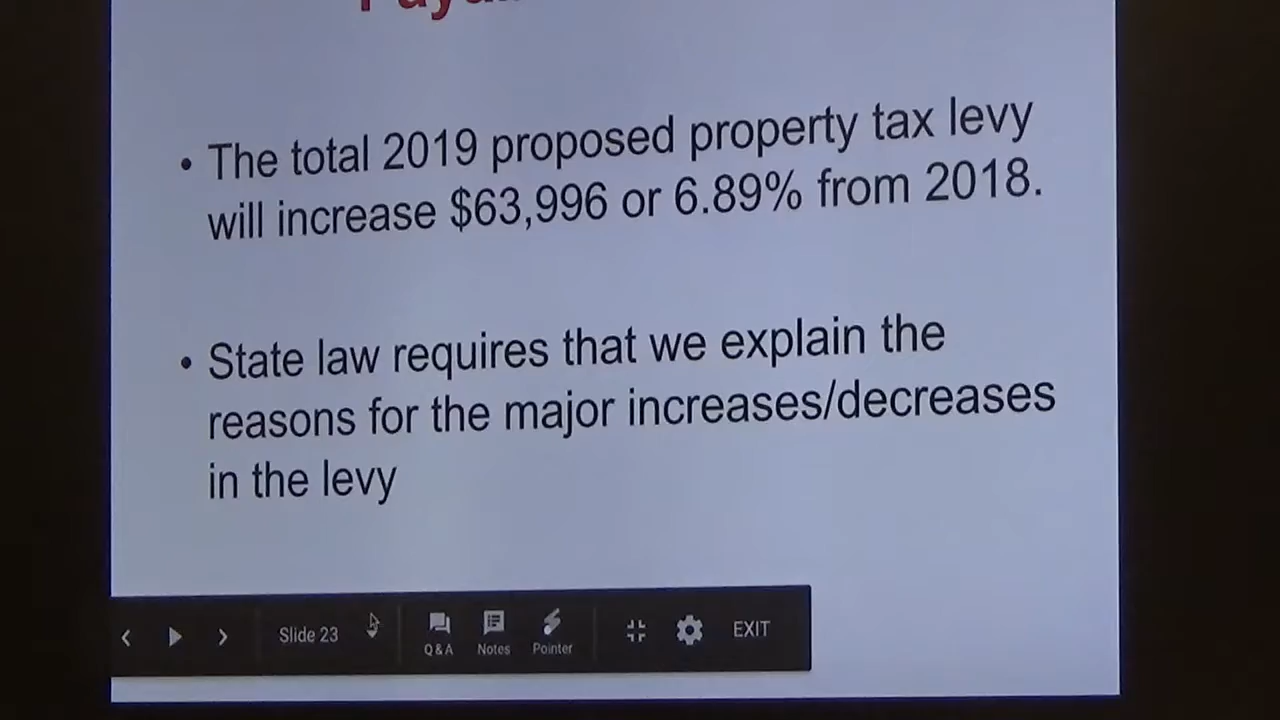 • The total 2019 proposed property tax levy
will increase $63,996 or 6.89% from 2018.
• State law requires that we explain the
reasons for the major increases/decreases
in the levy
Slide 23
Q&A
Notes
Pointer
EXIT